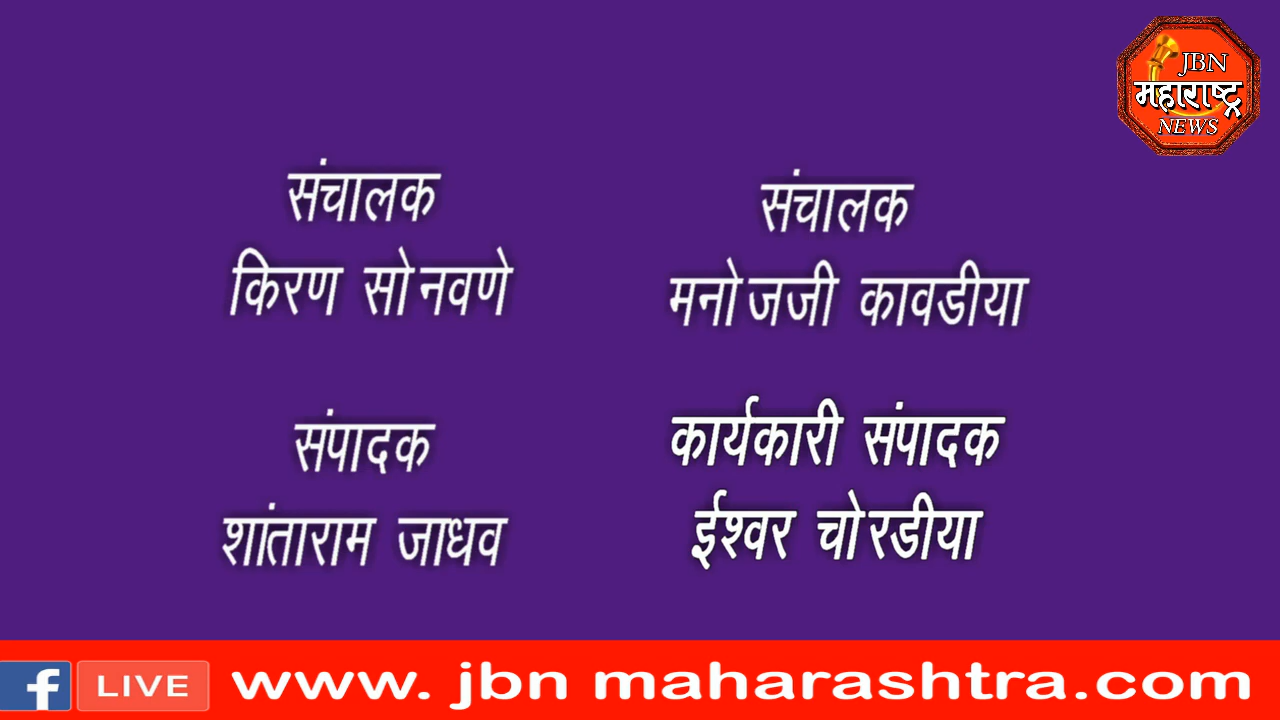 JBN
महाराष्ट्र
NEWS
संचालक
किरण सोनवणे
संचालक
मनोजजी कावडीया
संपादक
शांताराम जाधव
कार्यकारी संपादक
ईश्वर चोरडीया
f LIVE www. jbn maharashtra.com